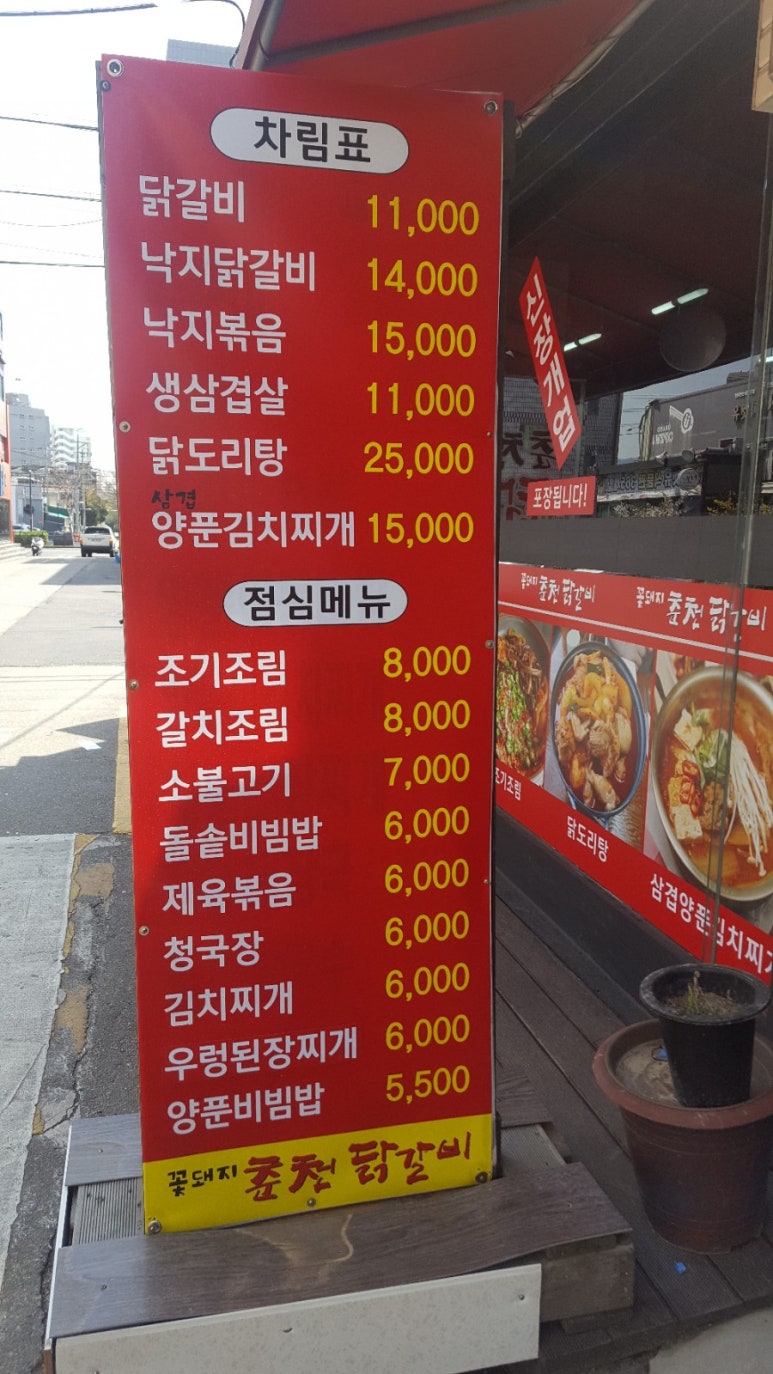 차림표
닭갈비 11,000
낙지닭갈비 14,000
낙지볶음 15,000
생삼겹살 11,000
닭도리탕 25,000
삼겹
양푼김치찌개 15,000
점심메뉴
조기조림 8,000
갈치조림 8,000
소불고기 7,000
돌솥비빔밥 6,000
제육볶음 6,000
청국장 6,000
김치찌개 6,000
우렁된장찌개 6,000
양푼비빔밥 5,500
꽃돼지 춘천 닭갈비
신장개업
포장됩니다!
꽃돼지 춘천 닭갈비
꽃돼지 춘천 닭갈비
조기조림
닭도리탕
삼겹양푼김치찌개